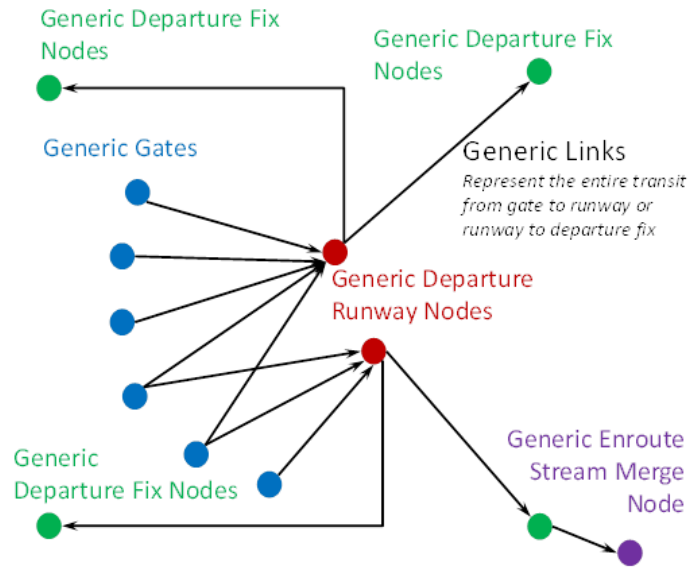 Generic Departure Fix
Nodes
Generic Departure Fix
Nodes
Generic Gates
Generic Links
Represent the entire transit
from gate to runway or
runway to departure fix
Generic Departure
Runway Nodes
Generic Enroute
Stream Merge
Node
Generic
Departure Fix Nodes